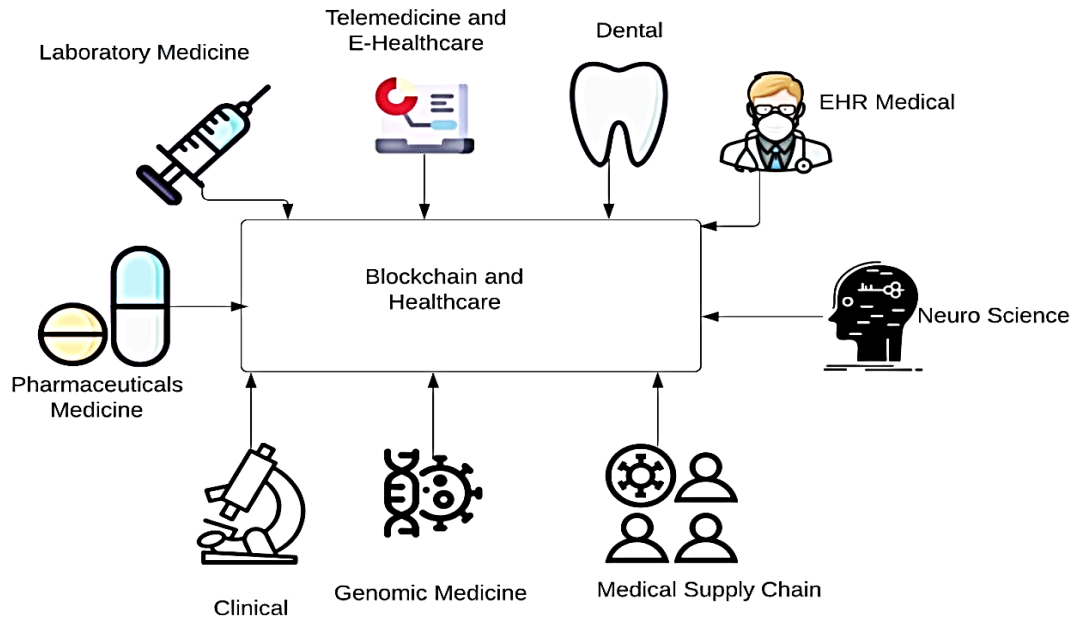 Telemedicine and
E-Healthcare
Dental
Laboratory Medicine
EHR Medical
Blockchain and
Healthcare
Neuro Science
Pharmaceuticals
Medicine
Genomic Medicine
Medical Supply Chain
Clinical